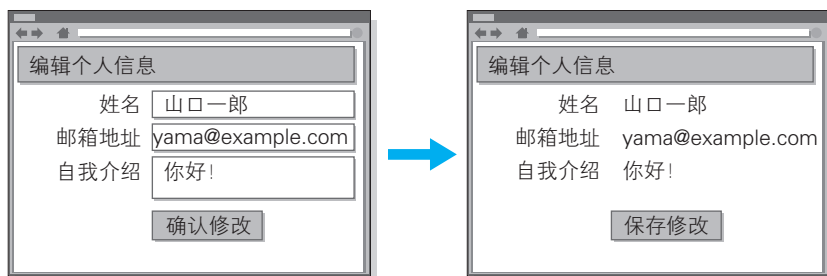 编辑个人信息
姓名 山口一郎
邮箱地址 yama@example.com
自我介绍 你好!
确认修改
编辑个人信息
姓名 山口一郎
邮箱地址 yama@example.com
自我介绍 你好!
保存修改